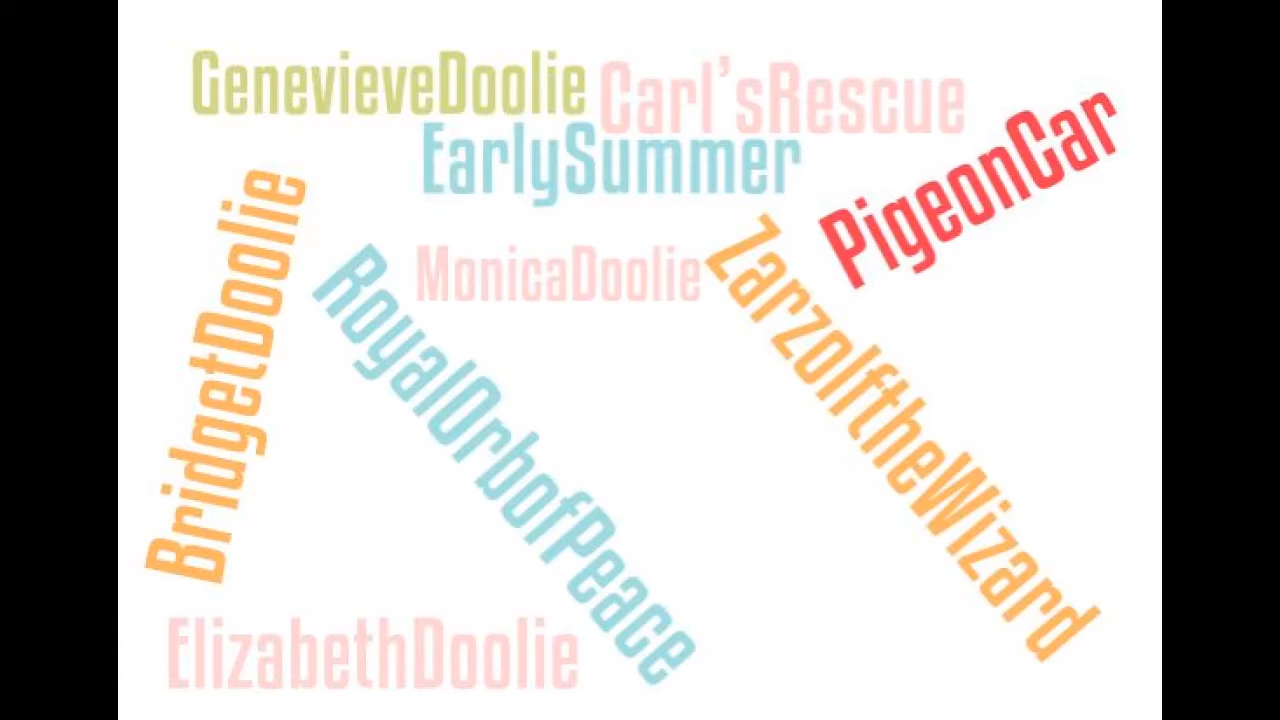 GenevieveDoolie
Carl'sRescue
EarlySummer
PigeonCar
BridgetDoolie
RoyalOrbofPeace
MonicaDoolie
ZarzolftheWizard
ElizabethDoolie